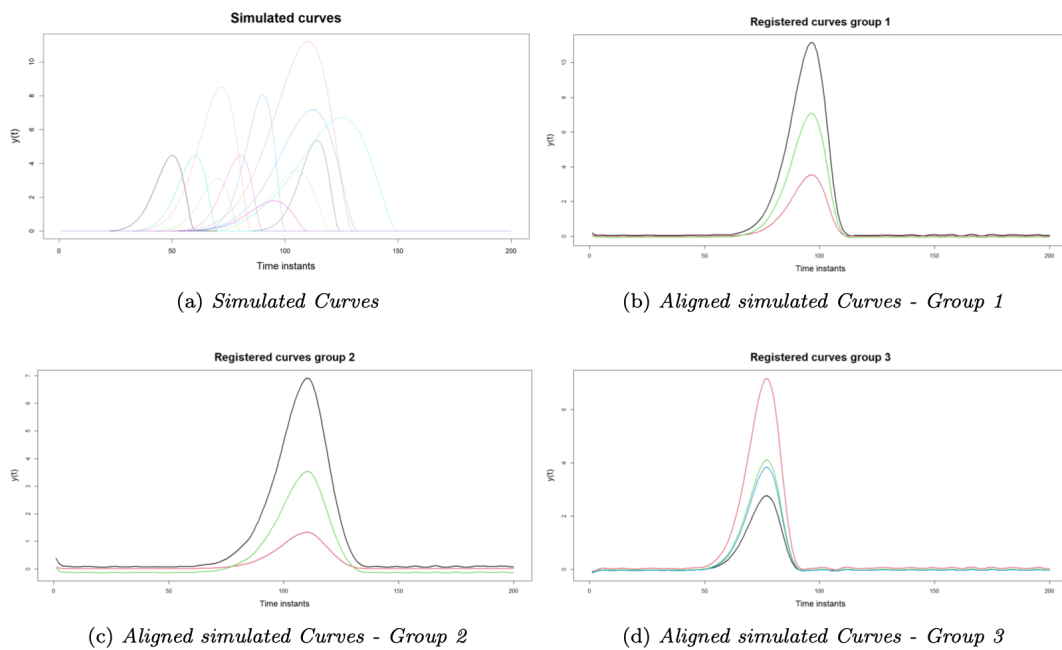 Simulated curves
y(t)
0 2 4 6 8 10
0 50 100 150 200
Time instants
(a) Simulated Curves
Registered curves group 1
y(t)
0 2 4 6 8 10
0 50 100 150 200
Time instants
(b) Aligned simulated Curves - Group 1
Registered curves group 2
y(t)
0 1 2 3 4 5 6 7
0 50 100 150 200
Time instants
(c) Aligned simulated Curves - Group 2
Registered curves group 3
y(t)
0 2 4 6
0 50 100 150 200
Time instants
(d) Aligned simulated Curves - Group 3